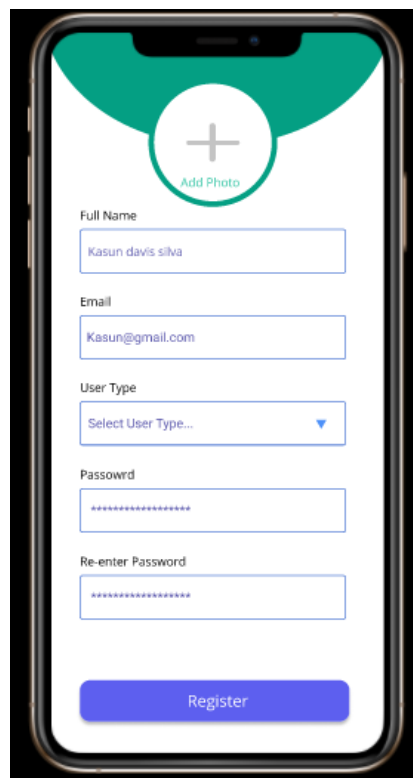 Add Photo
Full Name
Kasun davis silva
Email
Kasun@gmail.com
User Type
Select User Type...
Passowrd
******************
Re-enter Password
******************
Register